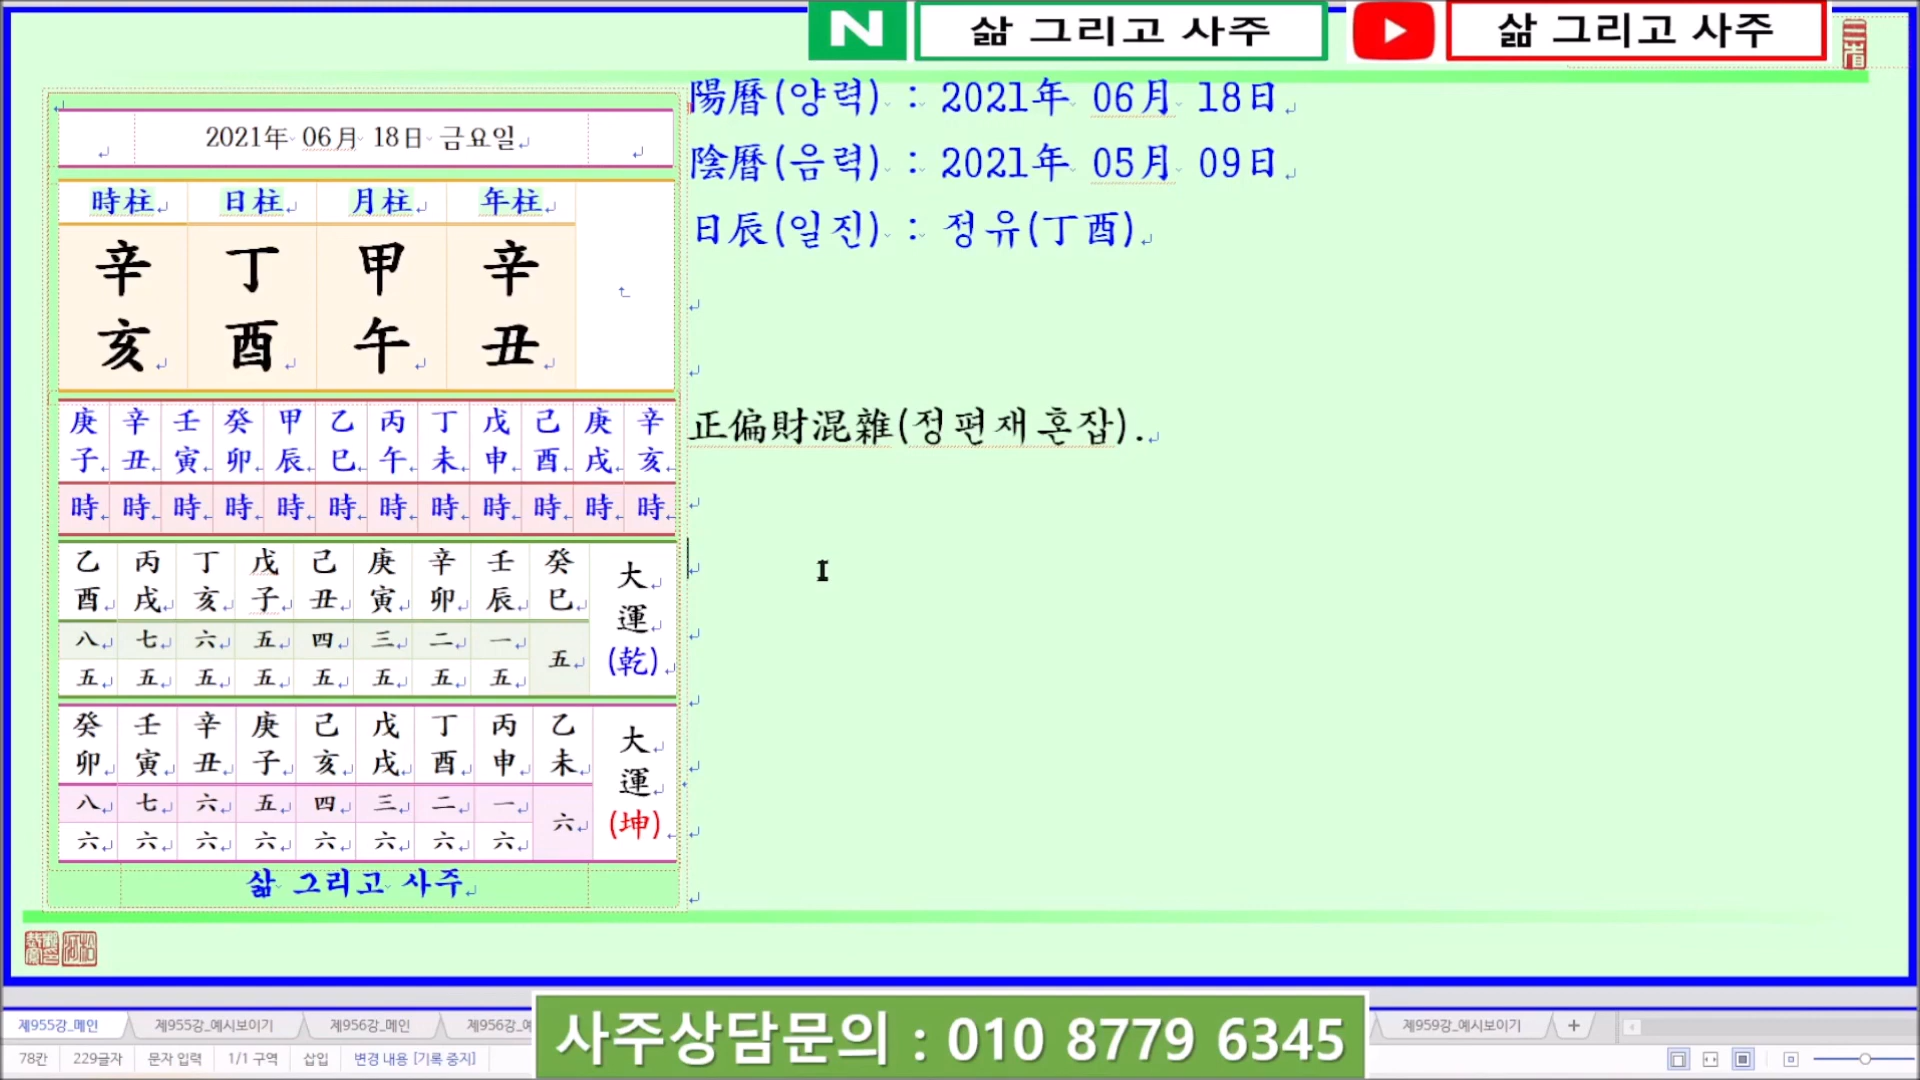 N 삶 그리고 사주 삶 그리고 사주
陽曆(양력) : 2021年 06月 18日
陰曆(음력) : 2021年 05月 09日
日辰(일진) : 정유(丁酉)
正偏財混雜(정편재혼잡).
2021年 06月 18日 금요일
時柱 日柱 月柱 年柱
辛 丁 甲 辛
亥 酉 午 丑
庚 辛 壬 癸 甲 乙 丙 丁 戊 己 庚 辛
子 丑 寅 卯 辰 巳 午 未 申 酉 戌 亥
時 時 時 時 時 時 時 時 時 時 時 時
乙 丙 丁 戊 己 庚 辛 壬 癸 大
酉 戌 亥 子 丑 寅 卯 辰 巳 運
八 七 六 五 四 三 二 一 五 (乾)
五 五 五 五 五 五 五 五
癸 壬 辛 庚 己 戊 丁 丙 乙 大
卯 寅 丑 子 亥 戌 酉 申 未 運
八 七 六 五 四 三 二 一 六 (坤)
六 六 六 六 六 六 六 六
삶 그리고 사주
제955강_메인 제955강_예시보이기 제956강_메인 제956강_예 제959강_예시보이기
사주상담문의 : 010 8779 6345
78칸 229글자 문자 입력 1/1 구역 삽입 변경 내용 [기록 중지]